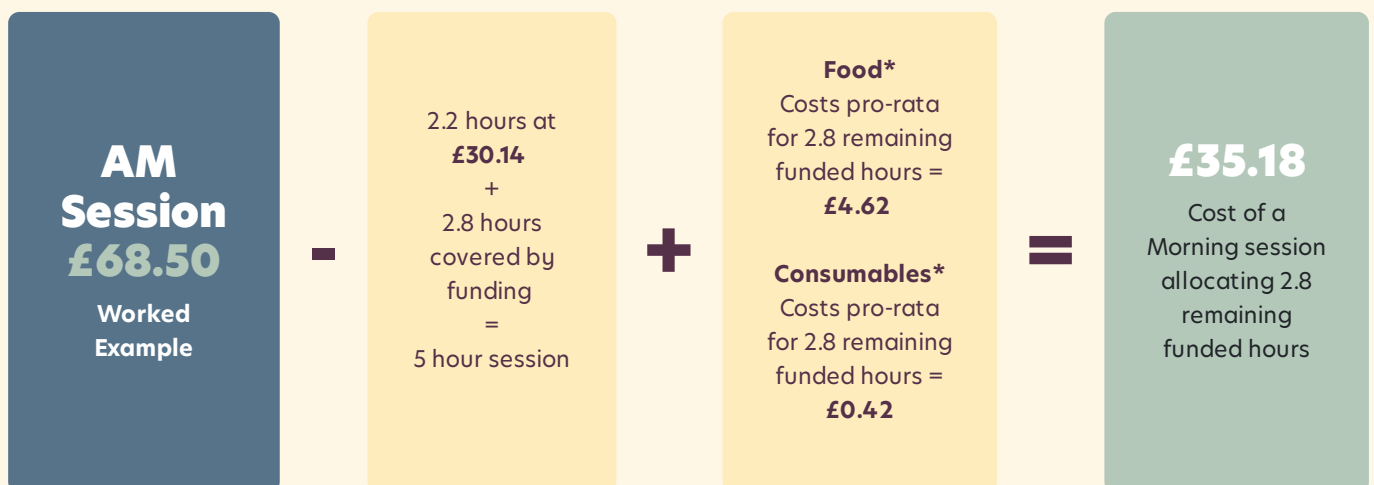 AM
Session
£68.50
Worked
Example
-
2.2 hours at
£30.14
+
2.8 hours
covered by
funding
=
5 hour session
+
Food*
Costs pro-rata
for 2.8 remaining
funded hours =
£4.62
Consumables*
Costs pro-rata
for 2.8 remaining
funded hours =
£0.42
=
£35.18
Cost of a
Morning session
allocating 2.8
remaining
funded hours